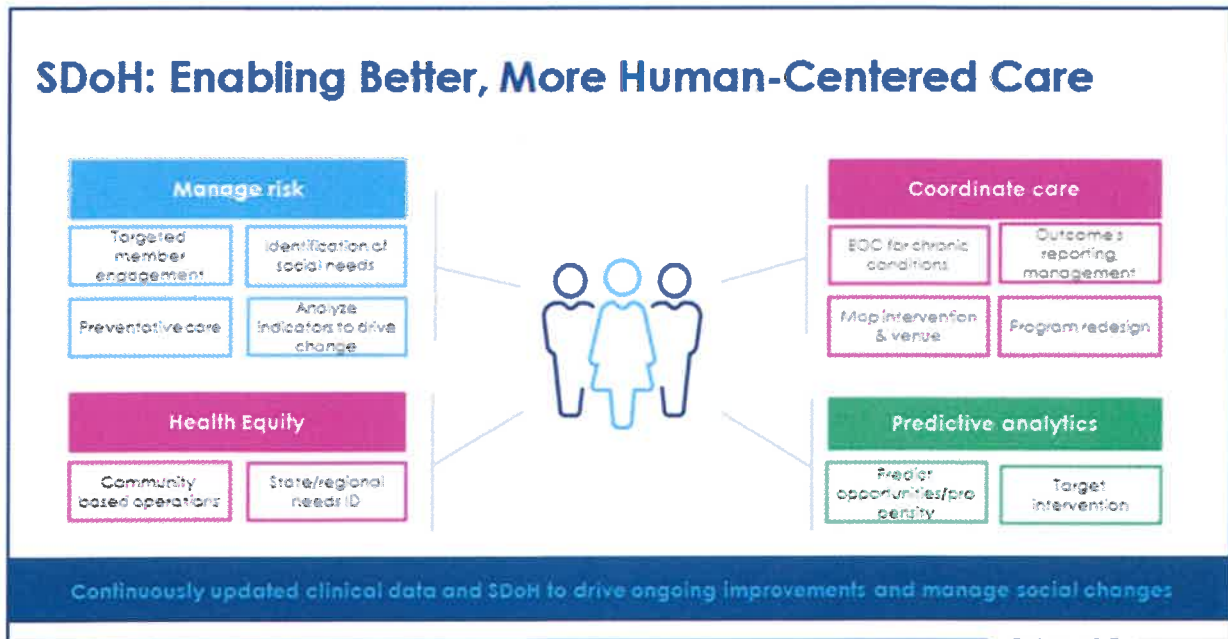 SDoH: Enabling Better, More Human-Centered Care
Manage risk
Targeted
member
engagement
Identification of
social needs
Preventative care
Analyze
indicators to drive
change
Coordinate care
EOC for chronic
conditions
Outcomes
reporting,
management
Map intervention
& venue
Program redesign
Health Equity
Community
based operations
State/regional
needs ID
Predictive analytics
Predict
opportunities/pro
pensity
Target
intervention
Continuously updated clinical data and SDoH to drive ongoing improvements and manage social changes